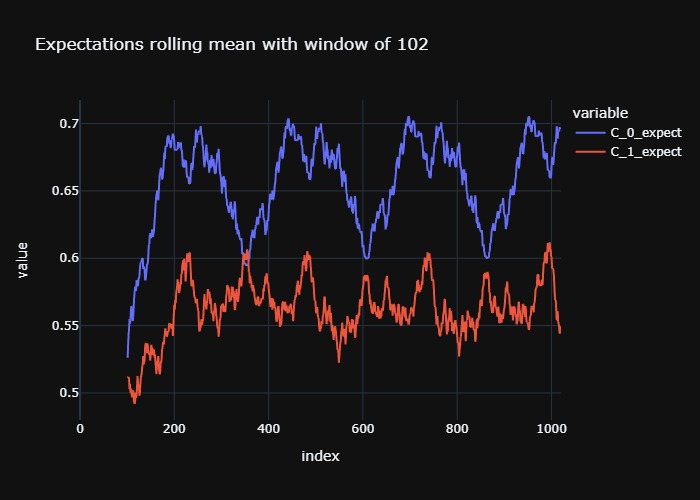 Expectations rolling mean with window of 102
variable
C_0_expect
C_1_expect
0.7
0.65
0.6
0.55
0.5
value
0
200
400
600
800
1000
index